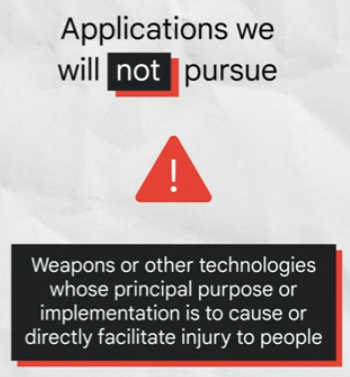 Applications we
will not pursue
!
Weapons or other technologies
whose principal purpose or
implementation is to cause or
directly facilitate injury to people